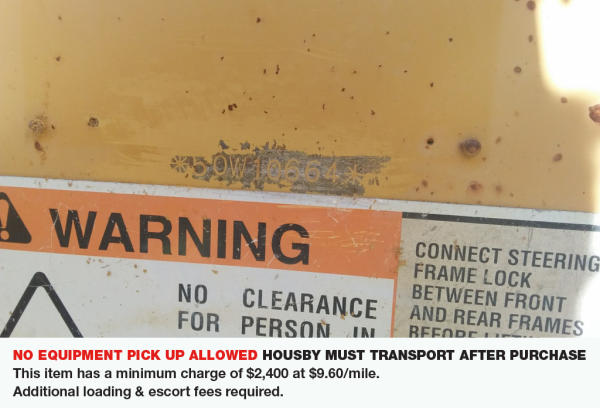 *50W10664*
WARNING
NO CLEARANCE
FOR PERSON IN
CONNECT STEERING
FRAME LOCK
BETWEEN FRONT
AND REAR FRAMES
BEFORE
NO EQUIPMENT PICK UP ALLOWED HOUSBY MUST TRANSPORT AFTER PURCHASE
This item has a minimum charge of $2,400 at $9.60/mile.
Additional loading & escort fees required.